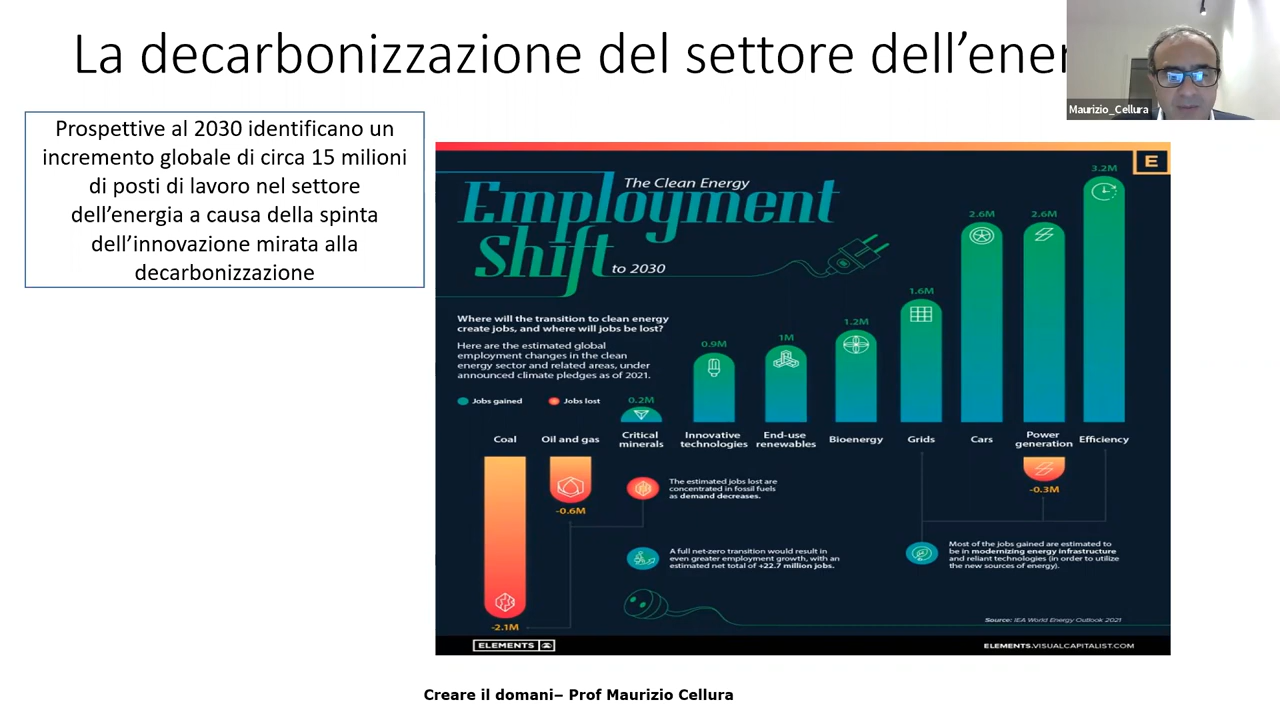 La decarbonizzazione del settore dell’ener
Maurizio_Cellura
Prospettive al 2030 identificano un
incremento globale di circa 15 milioni
di posti di lavoro nel settore
dell’energia a causa della spinta
dell’innovazione mirata alla
decarbonizzazione
E
The Clean Energy
Employment
Shift
to 2030
Where will the transition to clean energy
create jobs, and where will jobs be lost?
Here are the estimated global
employment changes in the clean
energy sector and related areas, under
announced climate pledges as of 2021.
Jobs gained
Jobs lost
0.2M
0.9M
1M
1.2M
1.6M
2.6M
2.6M
3.2M
Coal
Oil and gas
Critical
minerals
Innovative
technologies
End-use
renewables
Bioenergy
Grids
Cars
Power
generation
Efficiency
-2.1M
-0.6M
-0.3M
The estimated jobs lost are
concentrated in fossil fuels
as demand decreases.
A full net-zero transition would result in
even greater employment growth, with an
estimated net total of +22.7 million jobs.
Most of the jobs gained are estimated to
be in modernizing energy infrastructure
and reliant technologies (in order to utilize
the new sources of energy).
Source: IEA World Energy Outlook 2021
ELEMENTS
ELEMENTS.VISUALCAPITALIST.COM
Creare il domani– Prof Maurizio Cellura